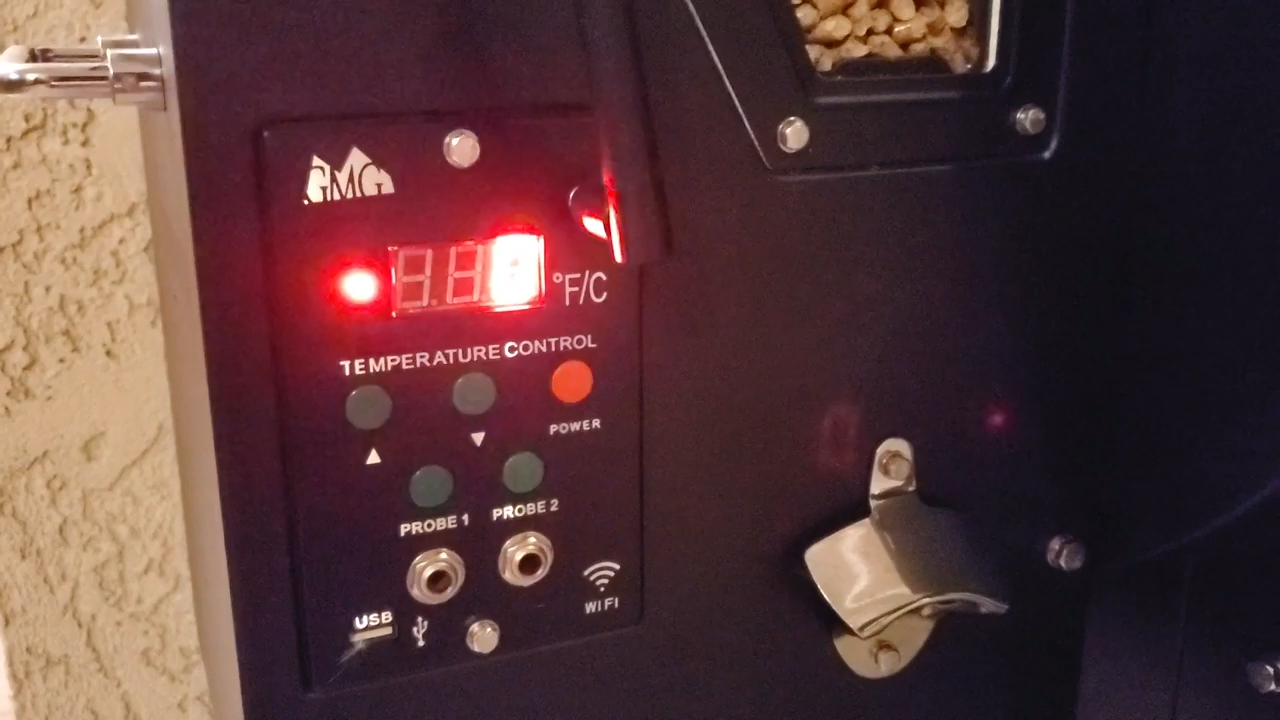 GMG
°F/C
TEMPERATURE CONTROL
POWER
PROBE 1 PROBE 2
USB
WIFI